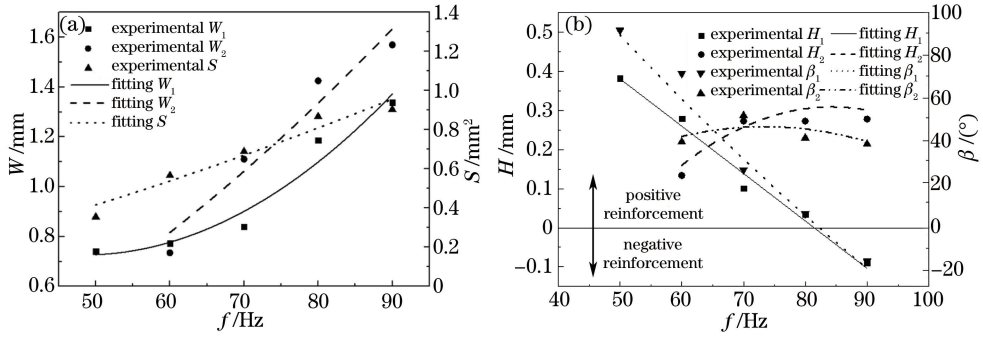 (a)
experimental W₁
experimental W₂
experimental S
fitting W₁
fitting W₂
fitting S
W/mm
1.6
1.4
1.2
1.0
0.8
0.6
50 60 70 80 90
f/Hz
1.4
1.2
1.0
0.8
0.6
0.4
0.2
0
S/mm²
(b)
experimental H₁
experimental H₂
experimental β₁
experimental β₂
fitting H₁
fitting H₂
fitting β₁
fitting β₂
H/mm
0.5
0.4
0.3
0.2
0.1
0
−0.1
positive
reinforcement
negative
reinforcement
40 50 60 70 80 90 100
f/Hz
100
80
60
40
20
0
−20
β/(°)